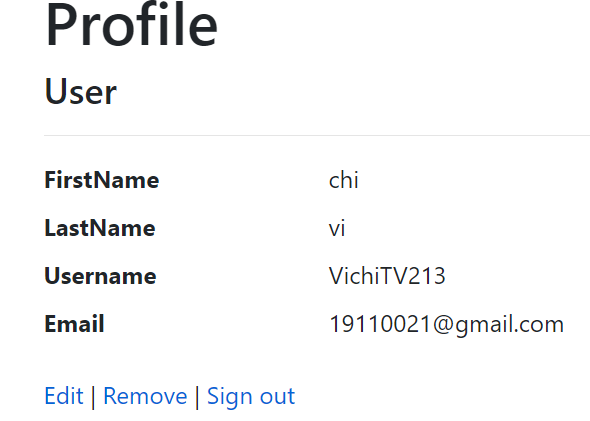 Profile
User
FirstName chi
LastName vi
Username VichiTV213
Email 19110021@gmail.com
Edit | Remove | Sign out